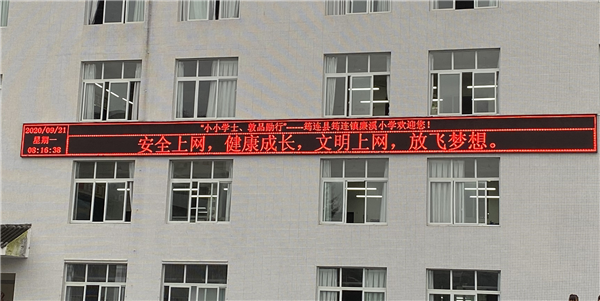 2020/09/21
星期一
08:16:38
“小小学士、敦品励行”——筠连县筠连镇廉溪小学欢迎您！
安全上网，健康成长，文明上网，放飞梦想。